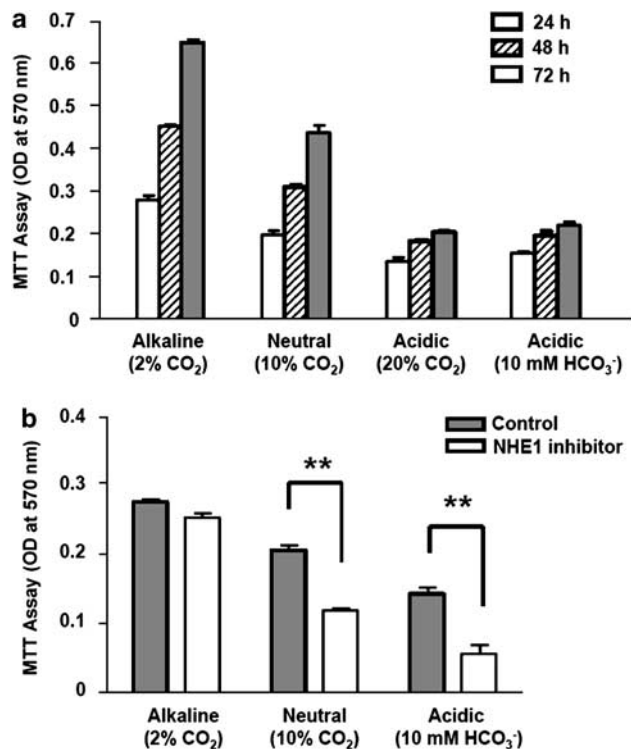 a
24 h
48 h
72 h
MTT Assay (OD at 570 nm)
0.7
0.6
0.5
0.4
0.3
0.2
0.1
0
Alkaline Neutral Acidic Acidic
(2% CO₂) (10% CO₂) (20% CO₂) (10 mM HCO₃⁻)
b
Control
NHE1 inhibitor
MTT Assay (OD at 570 nm)
0.4
0.3
0.2
0.1
0
**
**
Alkaline Neutral Acidic
(2% CO₂) (10% CO₂) (10 mM HCO₃⁻)